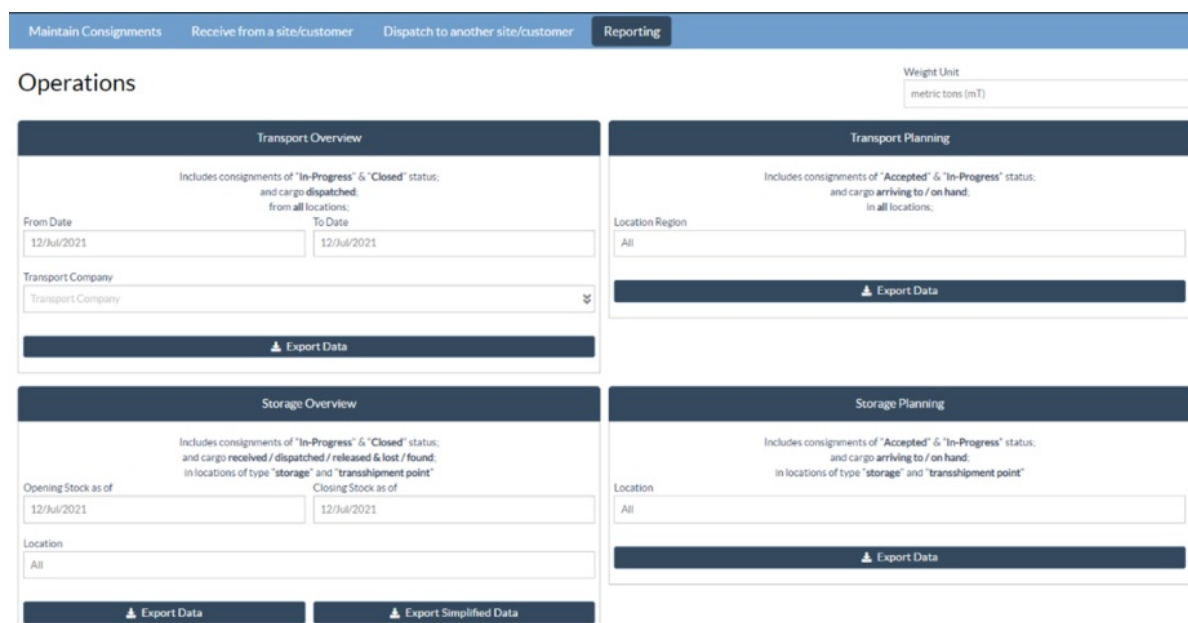 Maintain Consignments Receive from a site/customer Dispatch to another site/customer Reporting
Operations
Weight Unit
metric tons (mT)
Transport Overview
Includes consignments of "In-Progress" & "Closed" status;
and cargo dispatched;
from all locations;
From Date To Date
12/Jul/2021 12/Jul/2021
Transport Company
Transport Company
Export Data
Transport Planning
Includes consignments of "Accepted" & "In-Progress" status;
and cargo arriving to / on hand;
in all locations;
Location Region
All
Export Data
Storage Overview
Includes consignments of "In-Progress" & "Closed" status;
and cargo received / dispatched / released & lost / found;
in locations of type "storage" and "transshipment point"
Opening Stock as of Closing Stock as of
12/Jul/2021 12/Jul/2021
Location
All
Export Data Export Simplified Data
Storage Planning
Includes consignments of "Accepted" & "In-Progress" status;
and cargo arriving to / on hand;
in locations of type "storage" and "transshipment point"
Location
All
Export Data